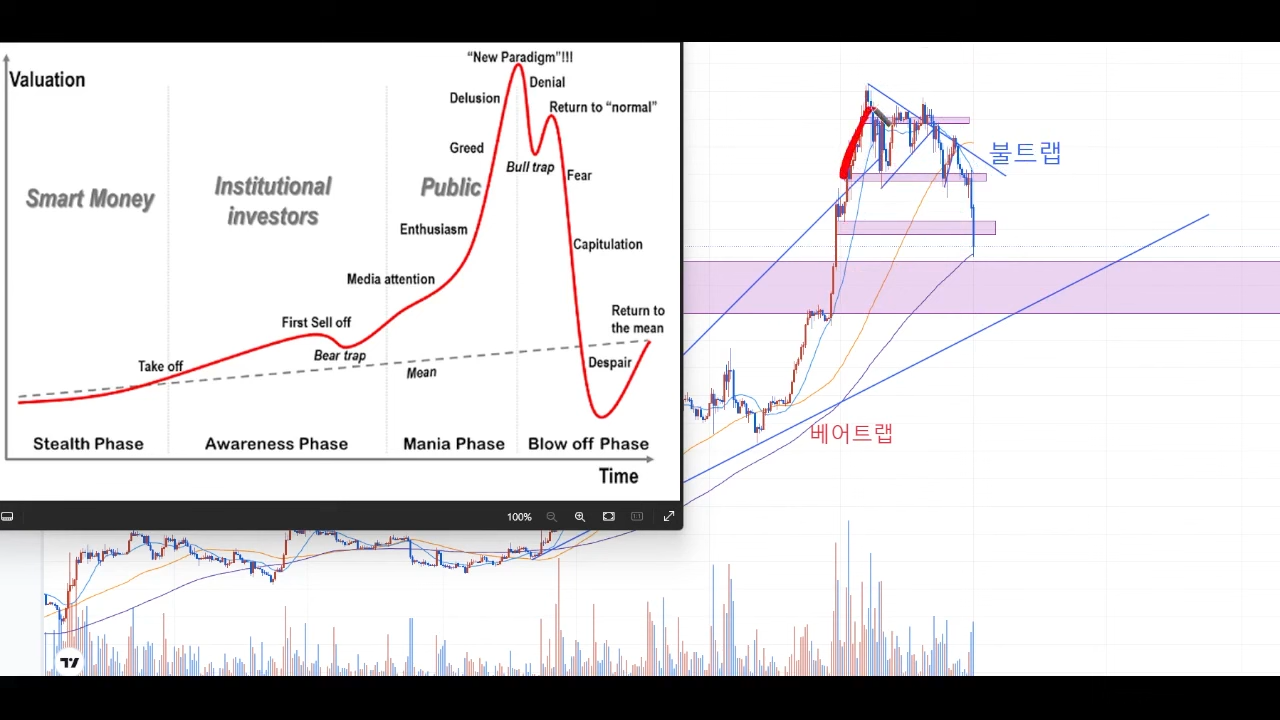 "New Paradigm"!!!
Valuation
Denial
Delusion
Return to "normal"
Greed
Bull trap
Fear
Smart Money
Institutional
investors
Public
Enthusiasm
Capitulation
Media attention
First Sell off
Bear trap
Return to
the mean
Take off
Mean
Despair
Stealth Phase
Awareness Phase
Mania Phase
Blow off Phase
Time
100%
불트랩
베어트랩